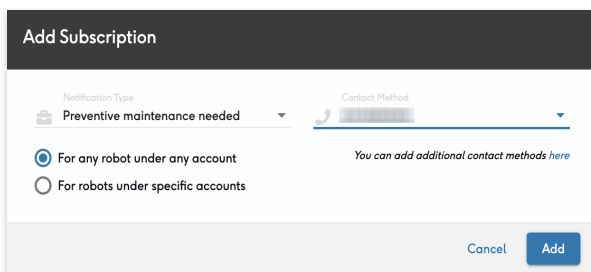 Add Subscription
Notification Type
Contact Method
Preventive maintenance needed
For any robot under any account
You can add additional contact methods here
For robots under specific accounts
Cancel
Add